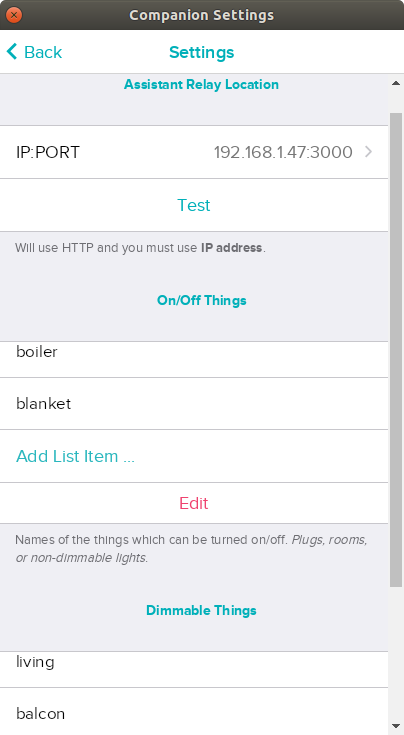 Companion Settings
Back
Settings
Assistant Relay Location
IP:PORT
192.168.1.47:3000
Test
Will use HTTP and you must use IP address.
On/Off Things
boiler
blanket
Add List Item ...
Edit
Names of the things which can be turned on/off. Plugs, rooms,
or non-dimmable lights.
Dimmable Things
living
balcon